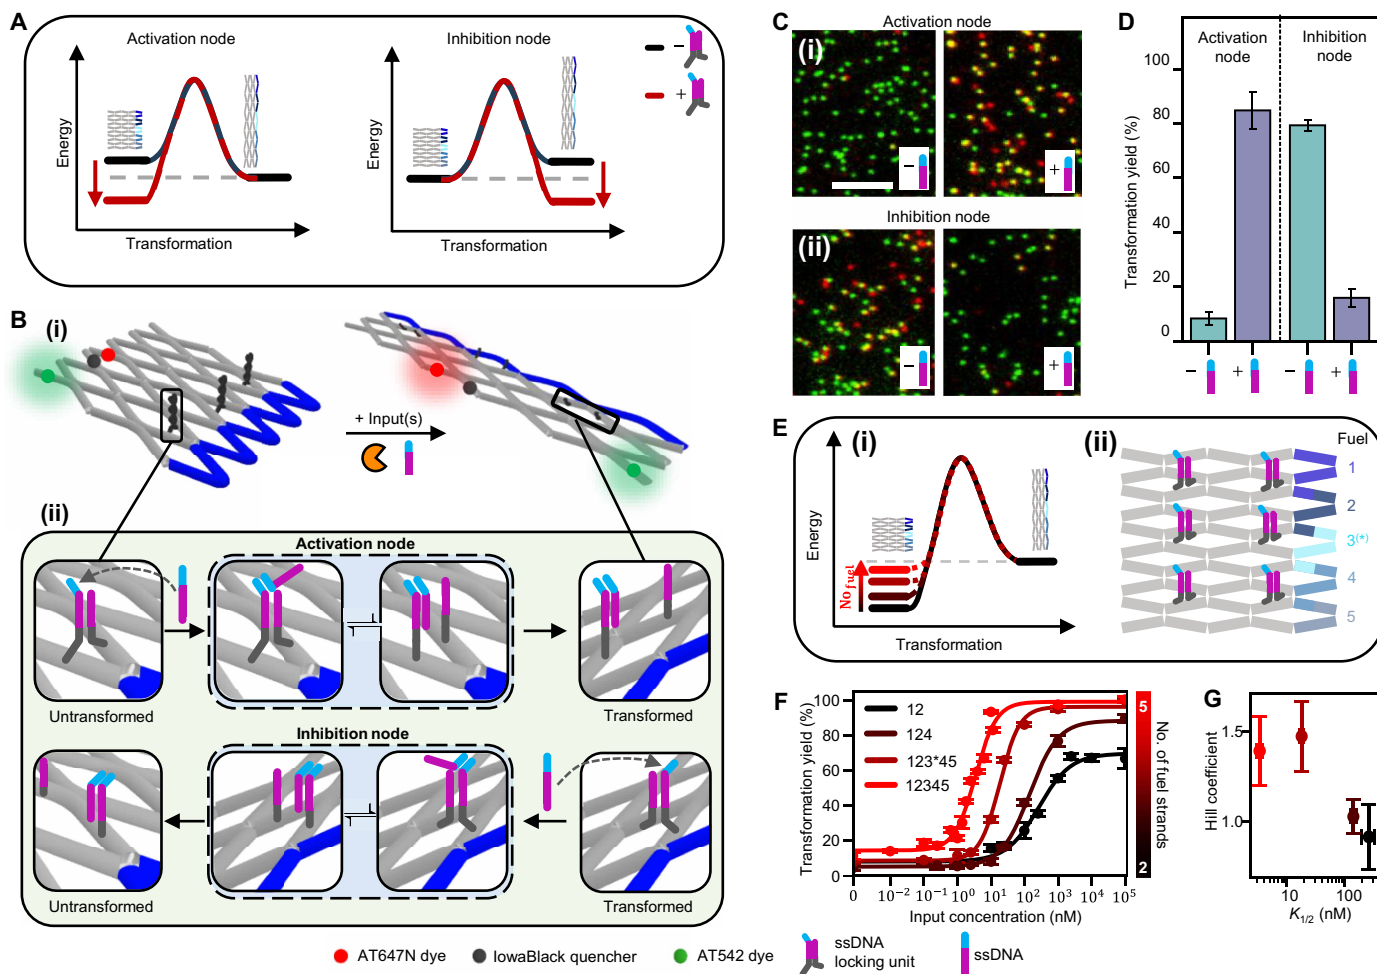 A
Activation node
Energy
Transformation
Inhibition node
Energy
Transformation
−
+
B
(i)
+ Input(s)
(ii)
Activation node
Untransformed
Transformed
Inhibition node
Untransformed
Transformed
AT647N dye
IowaBlack quencher
AT542 dye
C
Activation node
(i)
−
+
Inhibition node
(ii)
−
+
D
Transformation yield (%)
100
80
60
40
20
0
Activation
node
Inhibition
node
− + − +
E
(i)
Energy
No_fuel
Transformation
(ii)
Fuel
1
2
3(*)
4
5
F
Transformation yield (%)
100
80
60
40
20
0
12
124
123*45
12345
0 10⁻² 10⁻¹ 10⁰ 10¹ 10² 10³ 10⁴ 10⁵
Input concentration (nM)
5
2
No. of fuel strands
ssDNA
locking unit
ssDNA
G
Hill coefficient
1.5
1.0
10 100
K1/2 (nM)